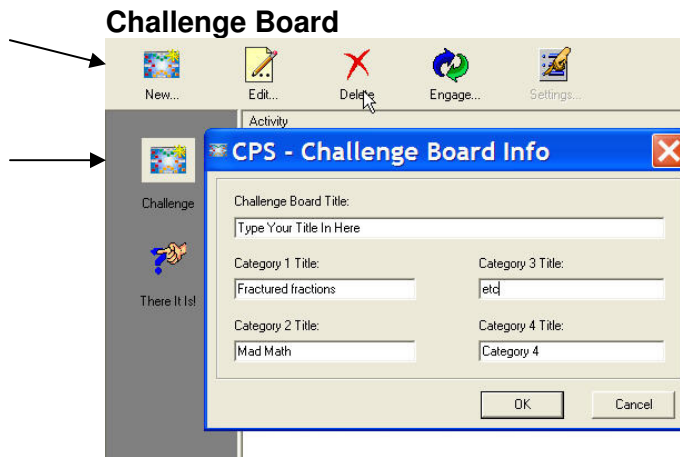 Challenge Board
New... Edit... Delete Engage... Settings...
Activity
CPS - Challenge Board Info
Challenge
There It Is!
Challenge Board Title:
Type Your Title In Here
Category 1 Title: Category 3 Title:
Fractured fractions etc
Category 2 Title: Category 4 Title:
Mad Math Category 4
OK Cancel